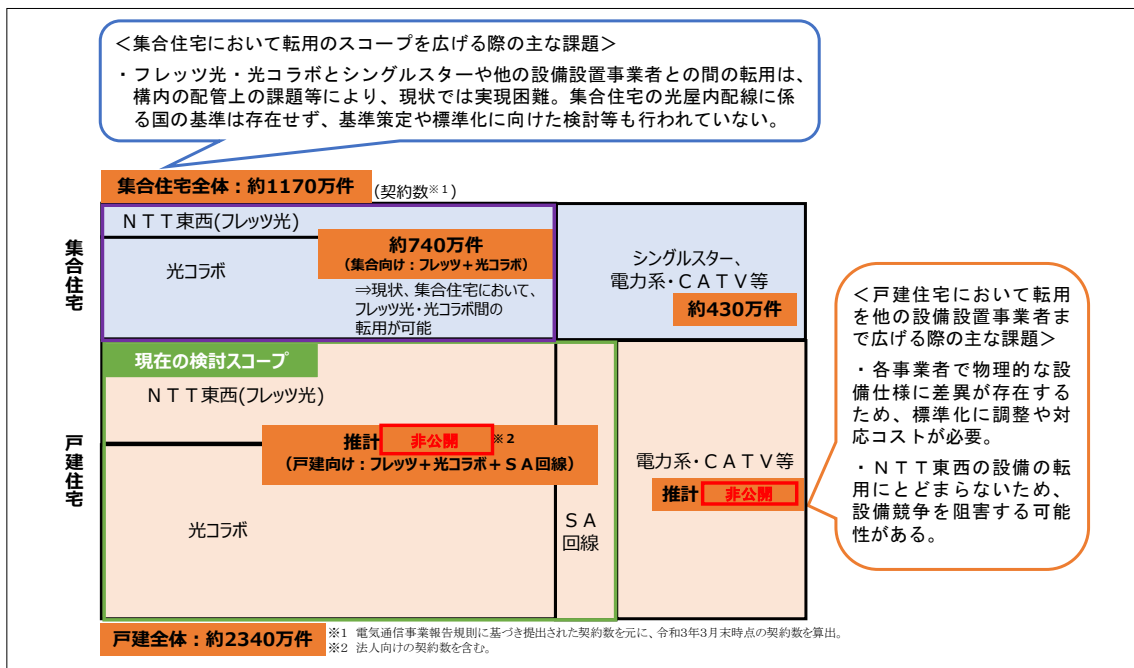 ＜集合住宅において転用のスコープを広げる際の主な課題＞
・フレッツ光・光コラボとシングルスターや他の設備設置事業者との間の転用は、
構内の配管上の課題等により、現状では実現困難。集合住宅の光屋内配線に係
る国の基準は存在せず、基準策定や標準化に向けた検討等も行われていない。
集合住宅全体：約1170万件
(契約数※1)
集合住宅
ＮＴＴ東西(フレッツ光)
光コラボ
約740万件
（集合向け：フレッツ＋光コラボ）
⇒現状、集合住宅において、
フレッツ光・光コラボ間の
転用が可能
シングルスター、
電力系・ＣＡＴＶ等
約430万件
戸建住宅
現在の検討スコープ
ＮＴＴ東西(フレッツ光)
推計 非公開 ※2
（戸建向け：フレッツ＋光コラボ＋ＳＡ回線）
光コラボ
ＳＡ
回線
電力系・ＣＡＴＶ等
推計 非公開
＜戸建住宅において転用
を他の設備設置事業者ま
で広げる際の主な課題＞
・各事業者で物理的な設
備仕様に差異が存在する
ため、標準化に調整や対
応コストが必要。
・ＮＴＴ東西の設備の転
用にとどまらないため、
設備競争を阻害する可能
性がある。
戸建全体：約2340万件
※1 電気通信事業報告規則に基づき提出された契約数を元に、令和3年3月末時点の契約数を算出。
※2 法人向けの契約数を含む。